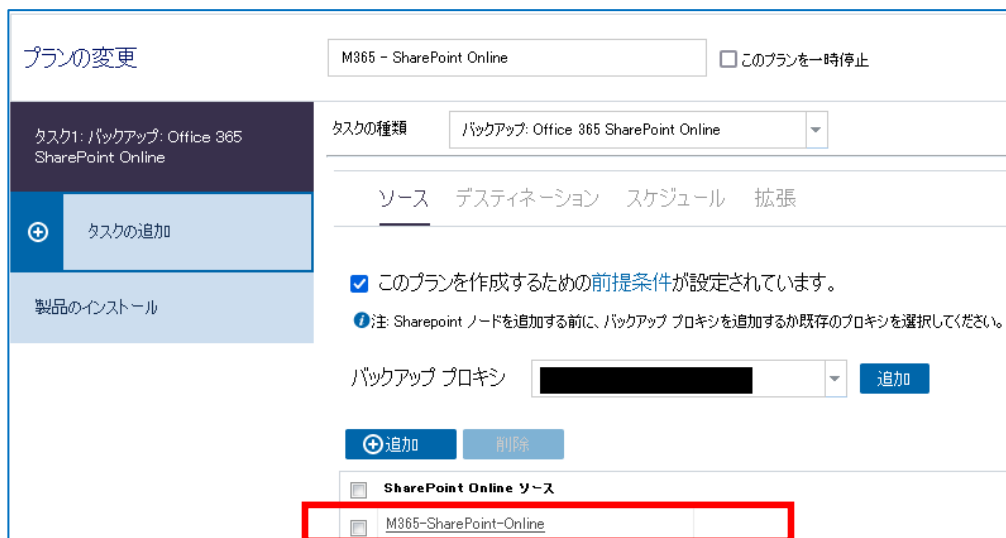 プランの変更
M365 - SharePoint Online
このプランを一時停止
タスク1: バックアップ: Office 365
SharePoint Online
タスクの種類
バックアップ: Office 365 SharePoint Online
ソース
デスティネーション
スケジュール
拡張
タスクの追加
製品のインストール
このプランを作成するための前提条件が設定されています。
注: Sharepoint ノードを追加する前に、バックアップ プロキシを追加するか既存のプロキシを選択してください。
バックアップ プロキシ
追加
追加
削除
SharePoint Online ソース
M365-SharePoint-Online